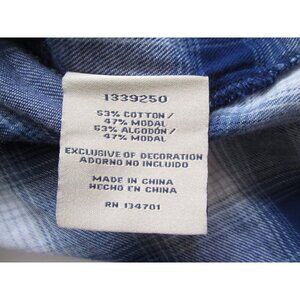 1339250
53% COTTON /
47% MODAL
53% ALGODÓN /
47% MODAL
EXCLUSIVE OF DECORATION
ADORNO NO INCLUIDO
MADE IN CHINA
HECHO EN CHINA
RN 134701